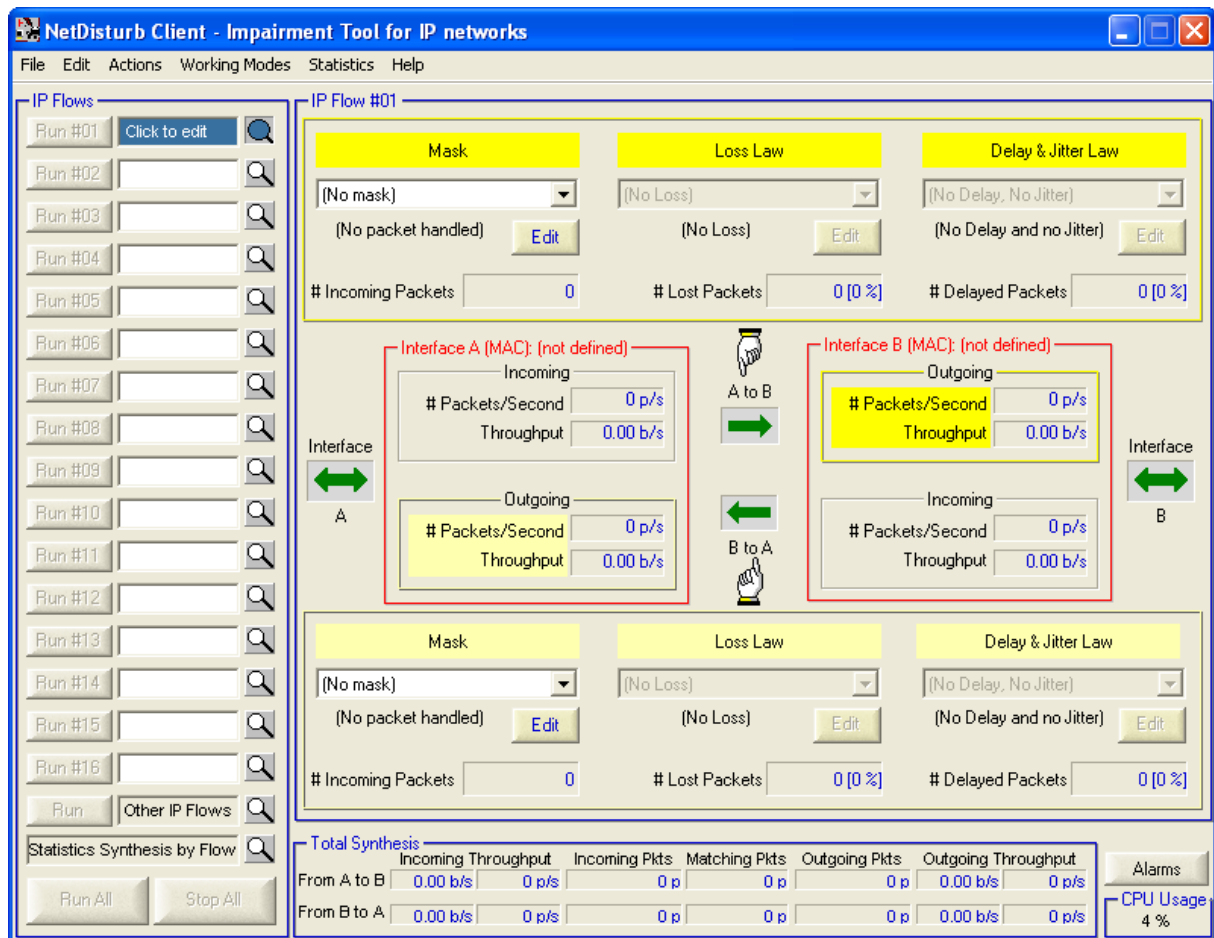 NetDisturb Client - Impairment Tool for IP networks
File Edit Actions Working Modes Statistics Help
IP Flows
Run #01 Click to edit
Run #02
Run #03
Run #04
Run #05
Run #06
Run #07
Run #08
Run #09
Run #10
Run #11
Run #12
Run #13
Run #14
Run #15
Run #16
Run Other IP Flows
Statistics Synthesis by Flow
Run All Stop All
IP Flow #01
Mask Loss Law Delay & Jitter Law
(No mask) (No Loss) (No Delay, No Jitter)
(No packet handled) Edit (No Loss) Edit (No Delay and no Jitter) Edit
# Incoming Packets 0 # Lost Packets 0 [0 %] # Delayed Packets 0 [0 %]
Interface A (MAC): (not defined)
Incoming
# Packets/Second 0 p/s
Throughput 0.00 b/s
Interface
A
Outgoing
# Packets/Second 0 p/s
Throughput 0.00 b/s
A to B
B to A
Interface B (MAC): (not defined)
Outgoing
# Packets/Second 0 p/s
Throughput 0.00 b/s
Interface
B
Incoming
# Packets/Second 0 p/s
Throughput 0.00 b/s
Mask Loss Law Delay & Jitter Law
(No mask) (No Loss) (No Delay, No Jitter)
(No packet handled) Edit (No Loss) Edit (No Delay and no Jitter) Edit
# Incoming Packets 0 # Lost Packets 0 [0 %] # Delayed Packets 0 [0 %]
Total Synthesis
Incoming Throughput Incoming Pkts Matching Pkts Outgoing Pkts Outgoing Throughput
From A to B 0.00 b/s 0 p/s 0 p 0 p 0 p 0.00 b/s 0 p/s
From B to A 0.00 b/s 0 p/s 0 p 0 p 0 p 0.00 b/s 0 p/s
Alarms
CPU Usage
4 %